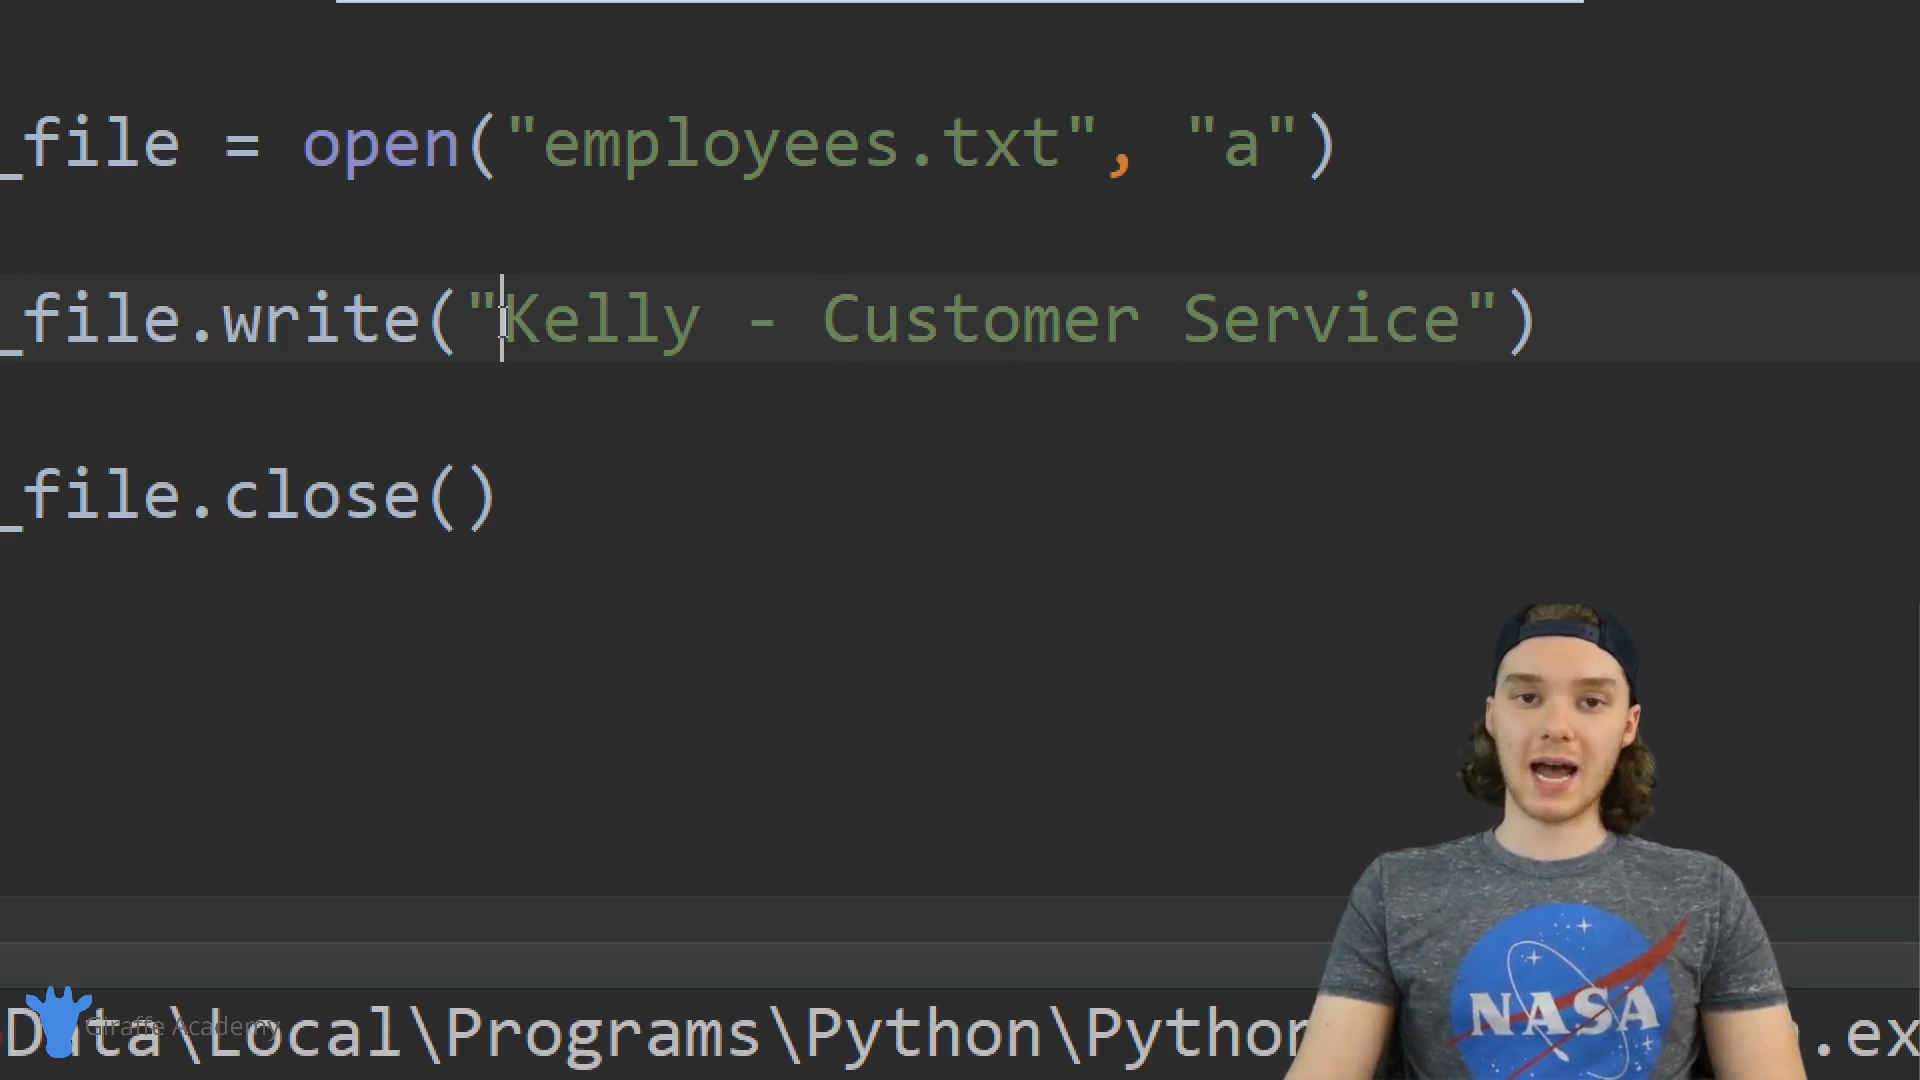 _file = open("employees.txt", "a")
_file.write("Kelly - Customer Service")
_file.close()
Data\Local\Programs\Python\Python
.ex
Giraffe Academy
NASA